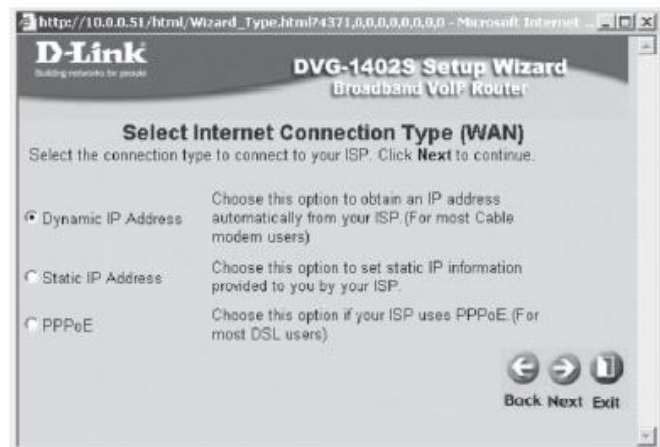 http://10.0.0.51/html/Wizard_Type.html?4371,0,0,0,0,0,0,0,0 - Microsoft Internet ...
D-Link
Building networks for people
DVG-1402S Setup Wizard
Broadband VoIP Router
Select Internet Connection Type (WAN)
Select the connection type to connect to your ISP. Click Next to continue.
Dynamic IP Address
Choose this option to obtain an IP address
automatically from your ISP.(For most Cable
modem users)
Static IP Address
Choose this option to set static IP information
provided to you by your ISP.
PPPoE
Choose this option if your ISP uses PPPoE.(For
most DSL users)
Back Next Exit